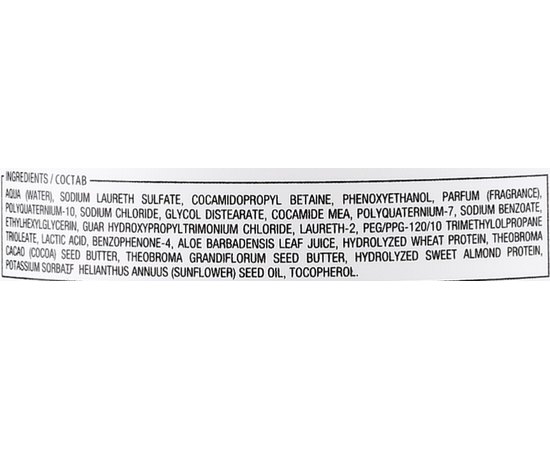 INGREDIENTS / СОСТАВ
AQUA (WATER), SODIUM LAURETH SULFATE, COCAMIDOPROPYL BETAINE, PHENOXYETHANOL, PARFUM (FRAGRANCE),
POLYQUATERNIUM-10, SODIUM CHLORIDE, GLYCOL DISTEARATE, COCAMIDE MEA, POLYQUATERNIUM-7, SODIUM BENZOATE,
ETHYLHEXYLGLYCERIN, GUAR HYDROXYPROPYLTRIMONIUM CHLORIDE, LAURETH-2, PEG/PPG-120/10 TRIMETHYLOLPROPANE
TRIOLEATE, LACTIC ACID, BENZOPHENONE-4, ALOE BARBADENSIS LEAF JUICE, HYDROLYZED WHEAT PROTEIN, THEOBROMA
CACAO (COCOA) SEED BUTTER, THEOBROMA GRANDIFLORUM SEED BUTTER, HYDROLYZED SWEET ALMOND PROTEIN,
POTASSIUM HELIANTHUS ANNUUS (SUNFLOWER) SEED OIL, TOCOPHEROL.